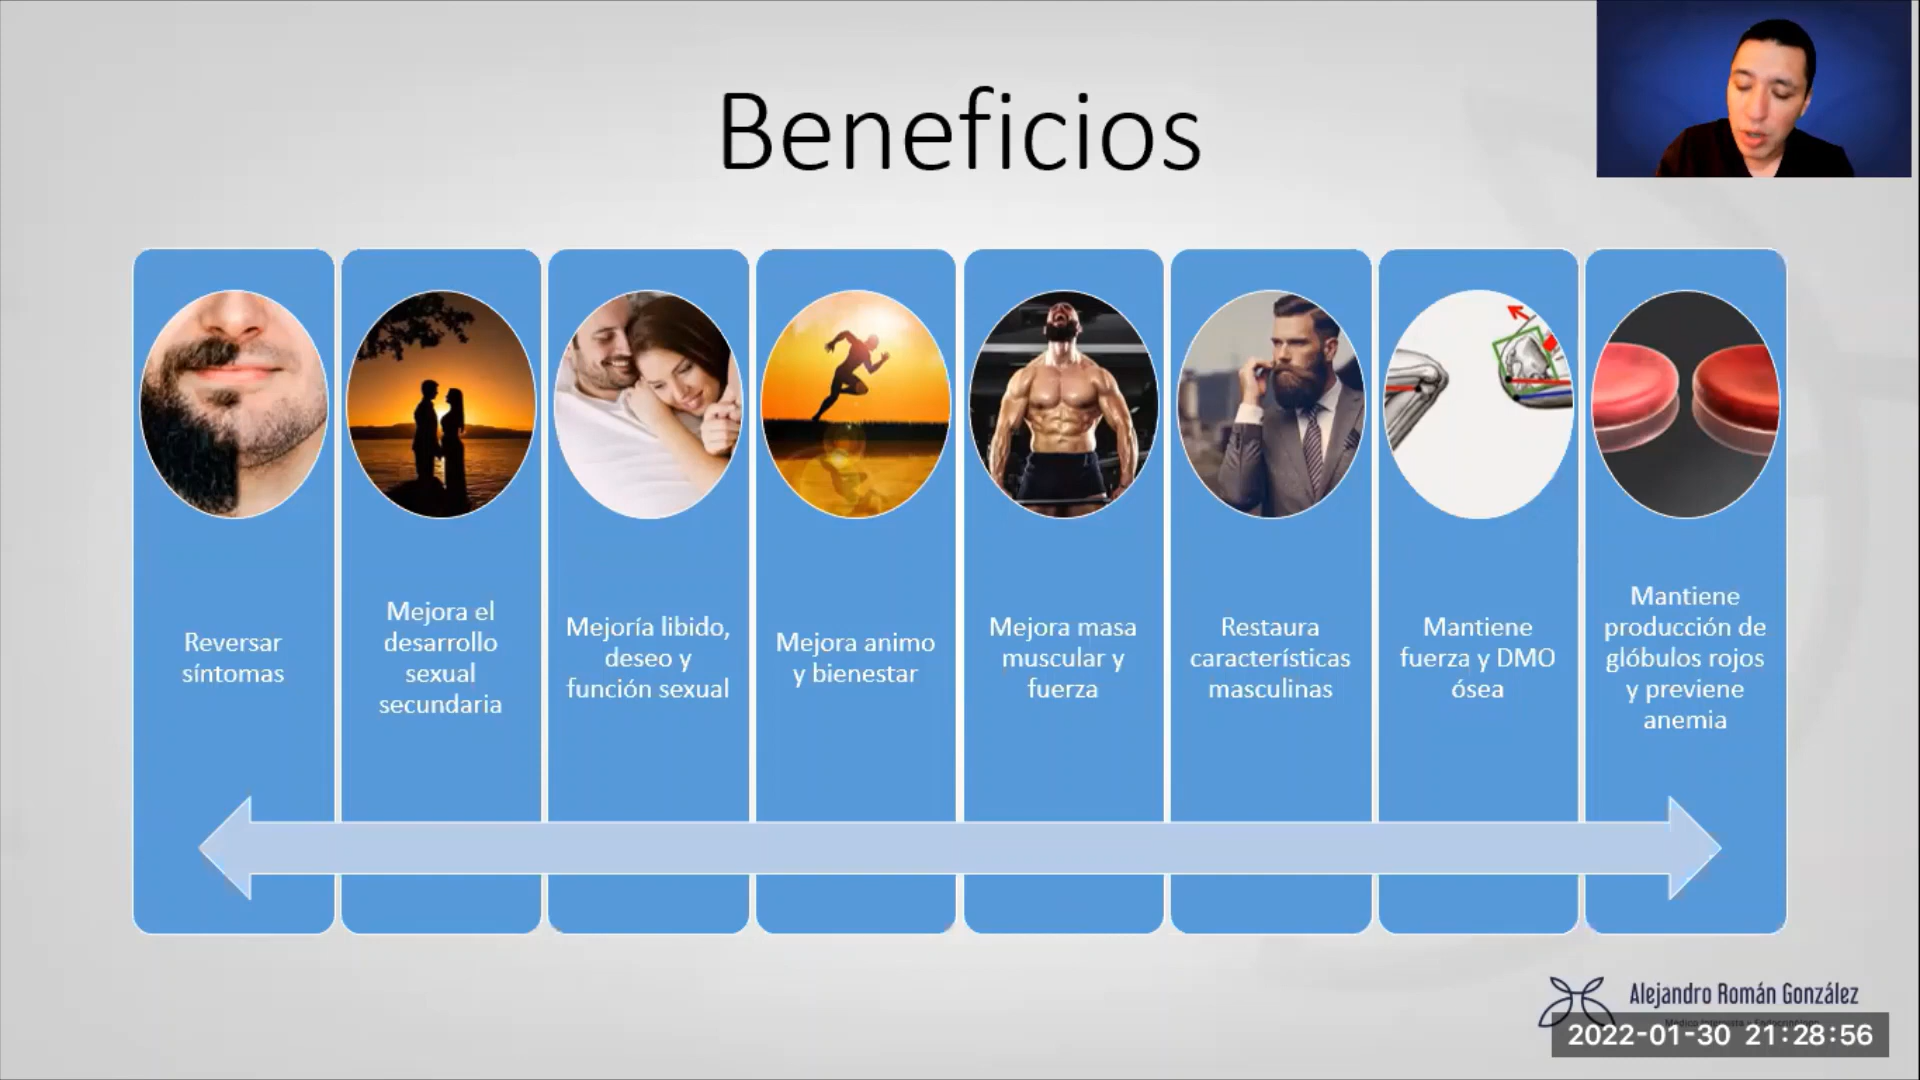 Beneficios
Reversar
síntomas
Mejora el
desarrollo
sexual
secundaria
Mejoría libido,
deseo y
función sexual
Mejora animo
y bienestar
Mejora masa
muscular y
fuerza
Restaura
características
masculinas
Mantiene
fuerza y DMO
ósea
Mantiene
producción de
glóbulos rojos
y previene
anemia
Alejandro Román González
2022-01-30 21:28:56